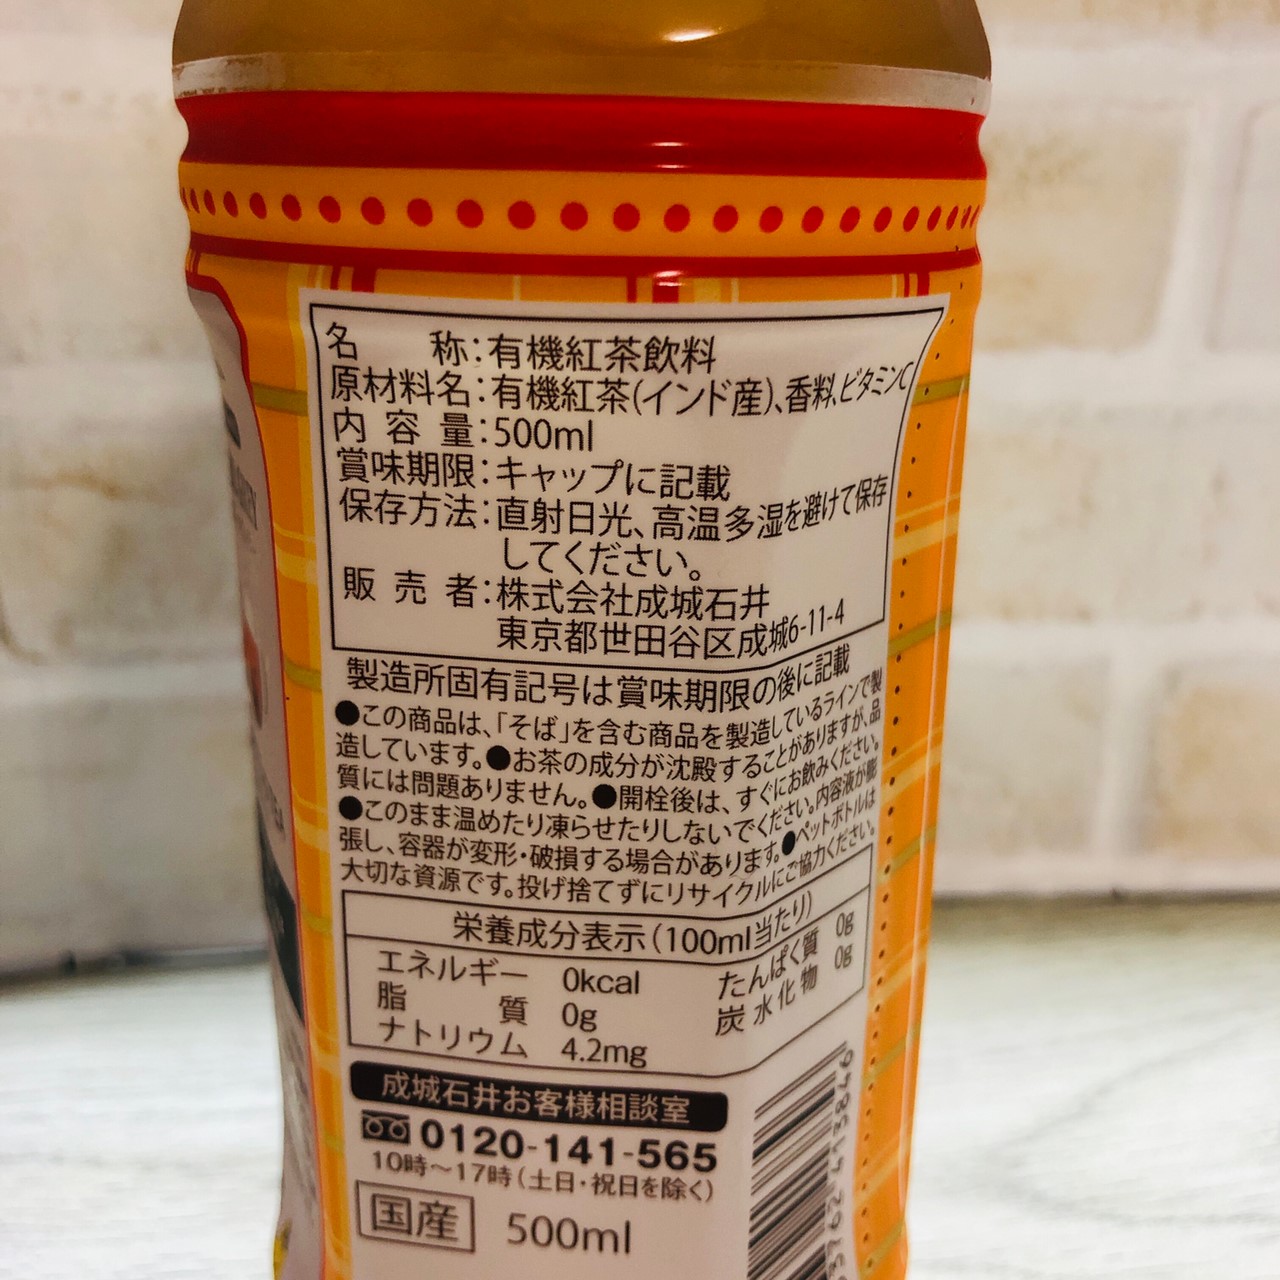 名称：有機紅茶飲料
原材料名：有機紅茶(インド産)、香料、ビタミンC
内容量：500ml
賞味期限：キャップに記載
保存方法：直射日光、高温多湿を避けて保存
してください。
販売者：株式会社成城石井
東京都世田谷区成城6-11-4
製造所固有記号は賞味期限の後に記載
●この商品は、「そば」を含む商品を製造しているラインで製
造しています。●お茶の成分が沈殿することがありますが、品
質には問題ありません。●開栓後は、すぐにお飲みください。
●このまま温めたり凍らせたりしないでください。内容液が膨
張し、容器が変形・破損する場合があります。●ペットボトルは
大切な資源です。投げ捨てずにリサイクルにご協力ください。
栄養成分表示(100ml当たり)
エネルギー 0kcal たんぱく質 0g
脂質 0g 炭水化物 0g
ナトリウム 4.2mg
成城石井お客様相談室
0120-141-565
10時〜17時(土日・祝日を除く)
国産 500ml